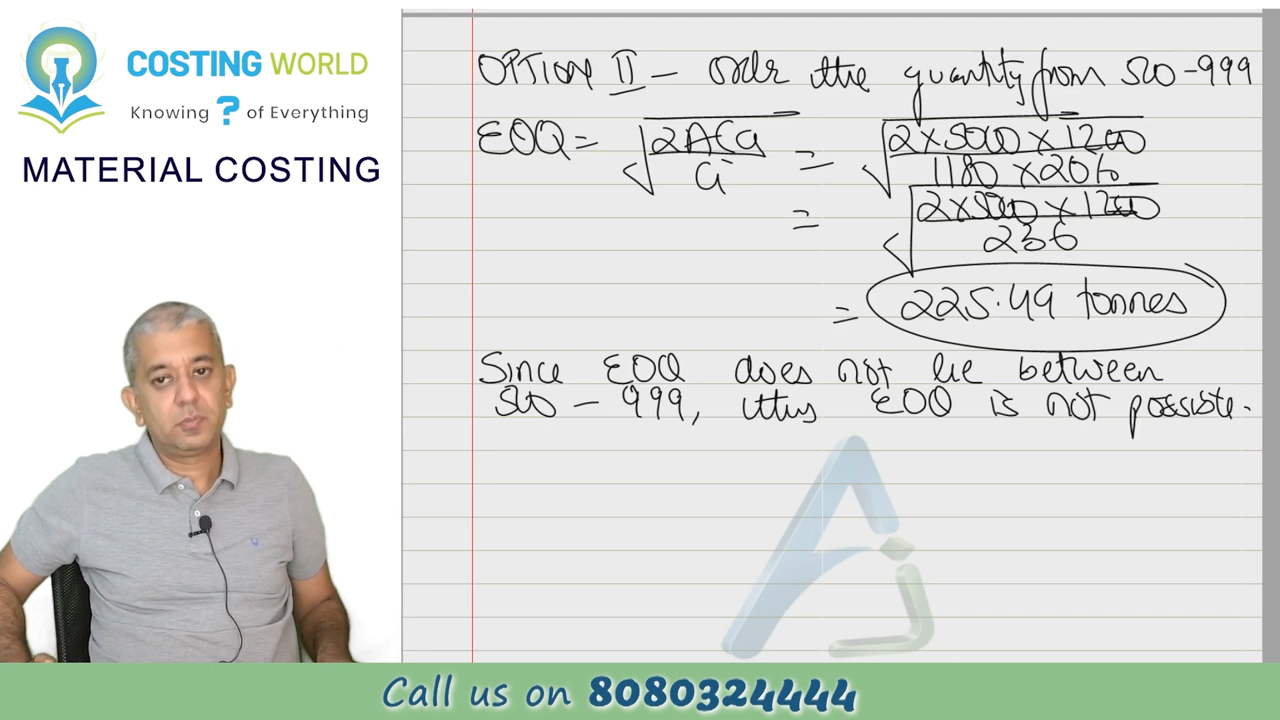 COSTING WORLD
Knowing ? of Everything
MATERIAL COSTING
OPTION II - order the quantity from 500-999
EOQ = √2ACo/Ci = √2×5000×1200/1180×20%
= √2×5000×1200/236
= 225.49 tonnes
Since EOQ does not lie between
500 - 999, thus EOQ is not possible.
Call us on 8080324444